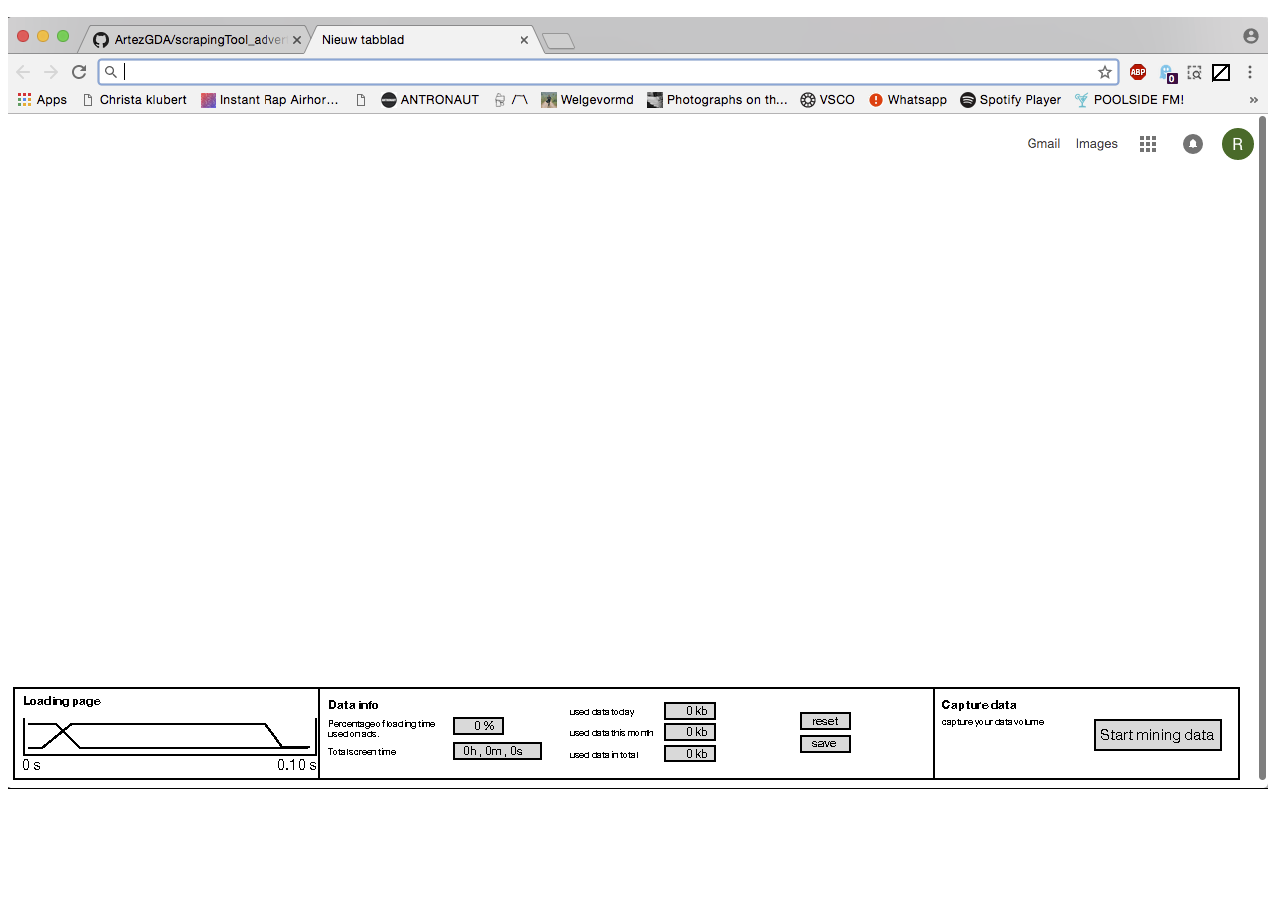 ArtezGDA/scrapingTool_adver
Nieuw tabblad
ABP
0
Apps
Christa klubert
Instant Rap Airhor...
ANTRONAUT
Welgevormd
Photographs on th...
VSCO
Whatsapp
Spotify Player
POOLSIDE FM!
Gmail
Images
R
Loading page
0 s
0.10 s
Data info
Percentage of loading time
used on ads.
0 %
Total screen time
0h , 0m , 0s
used data today
0 kb
used data this month
0 kb
used data in total
0 kb
reset
save
Capture data
capture your data volume
Start mining data